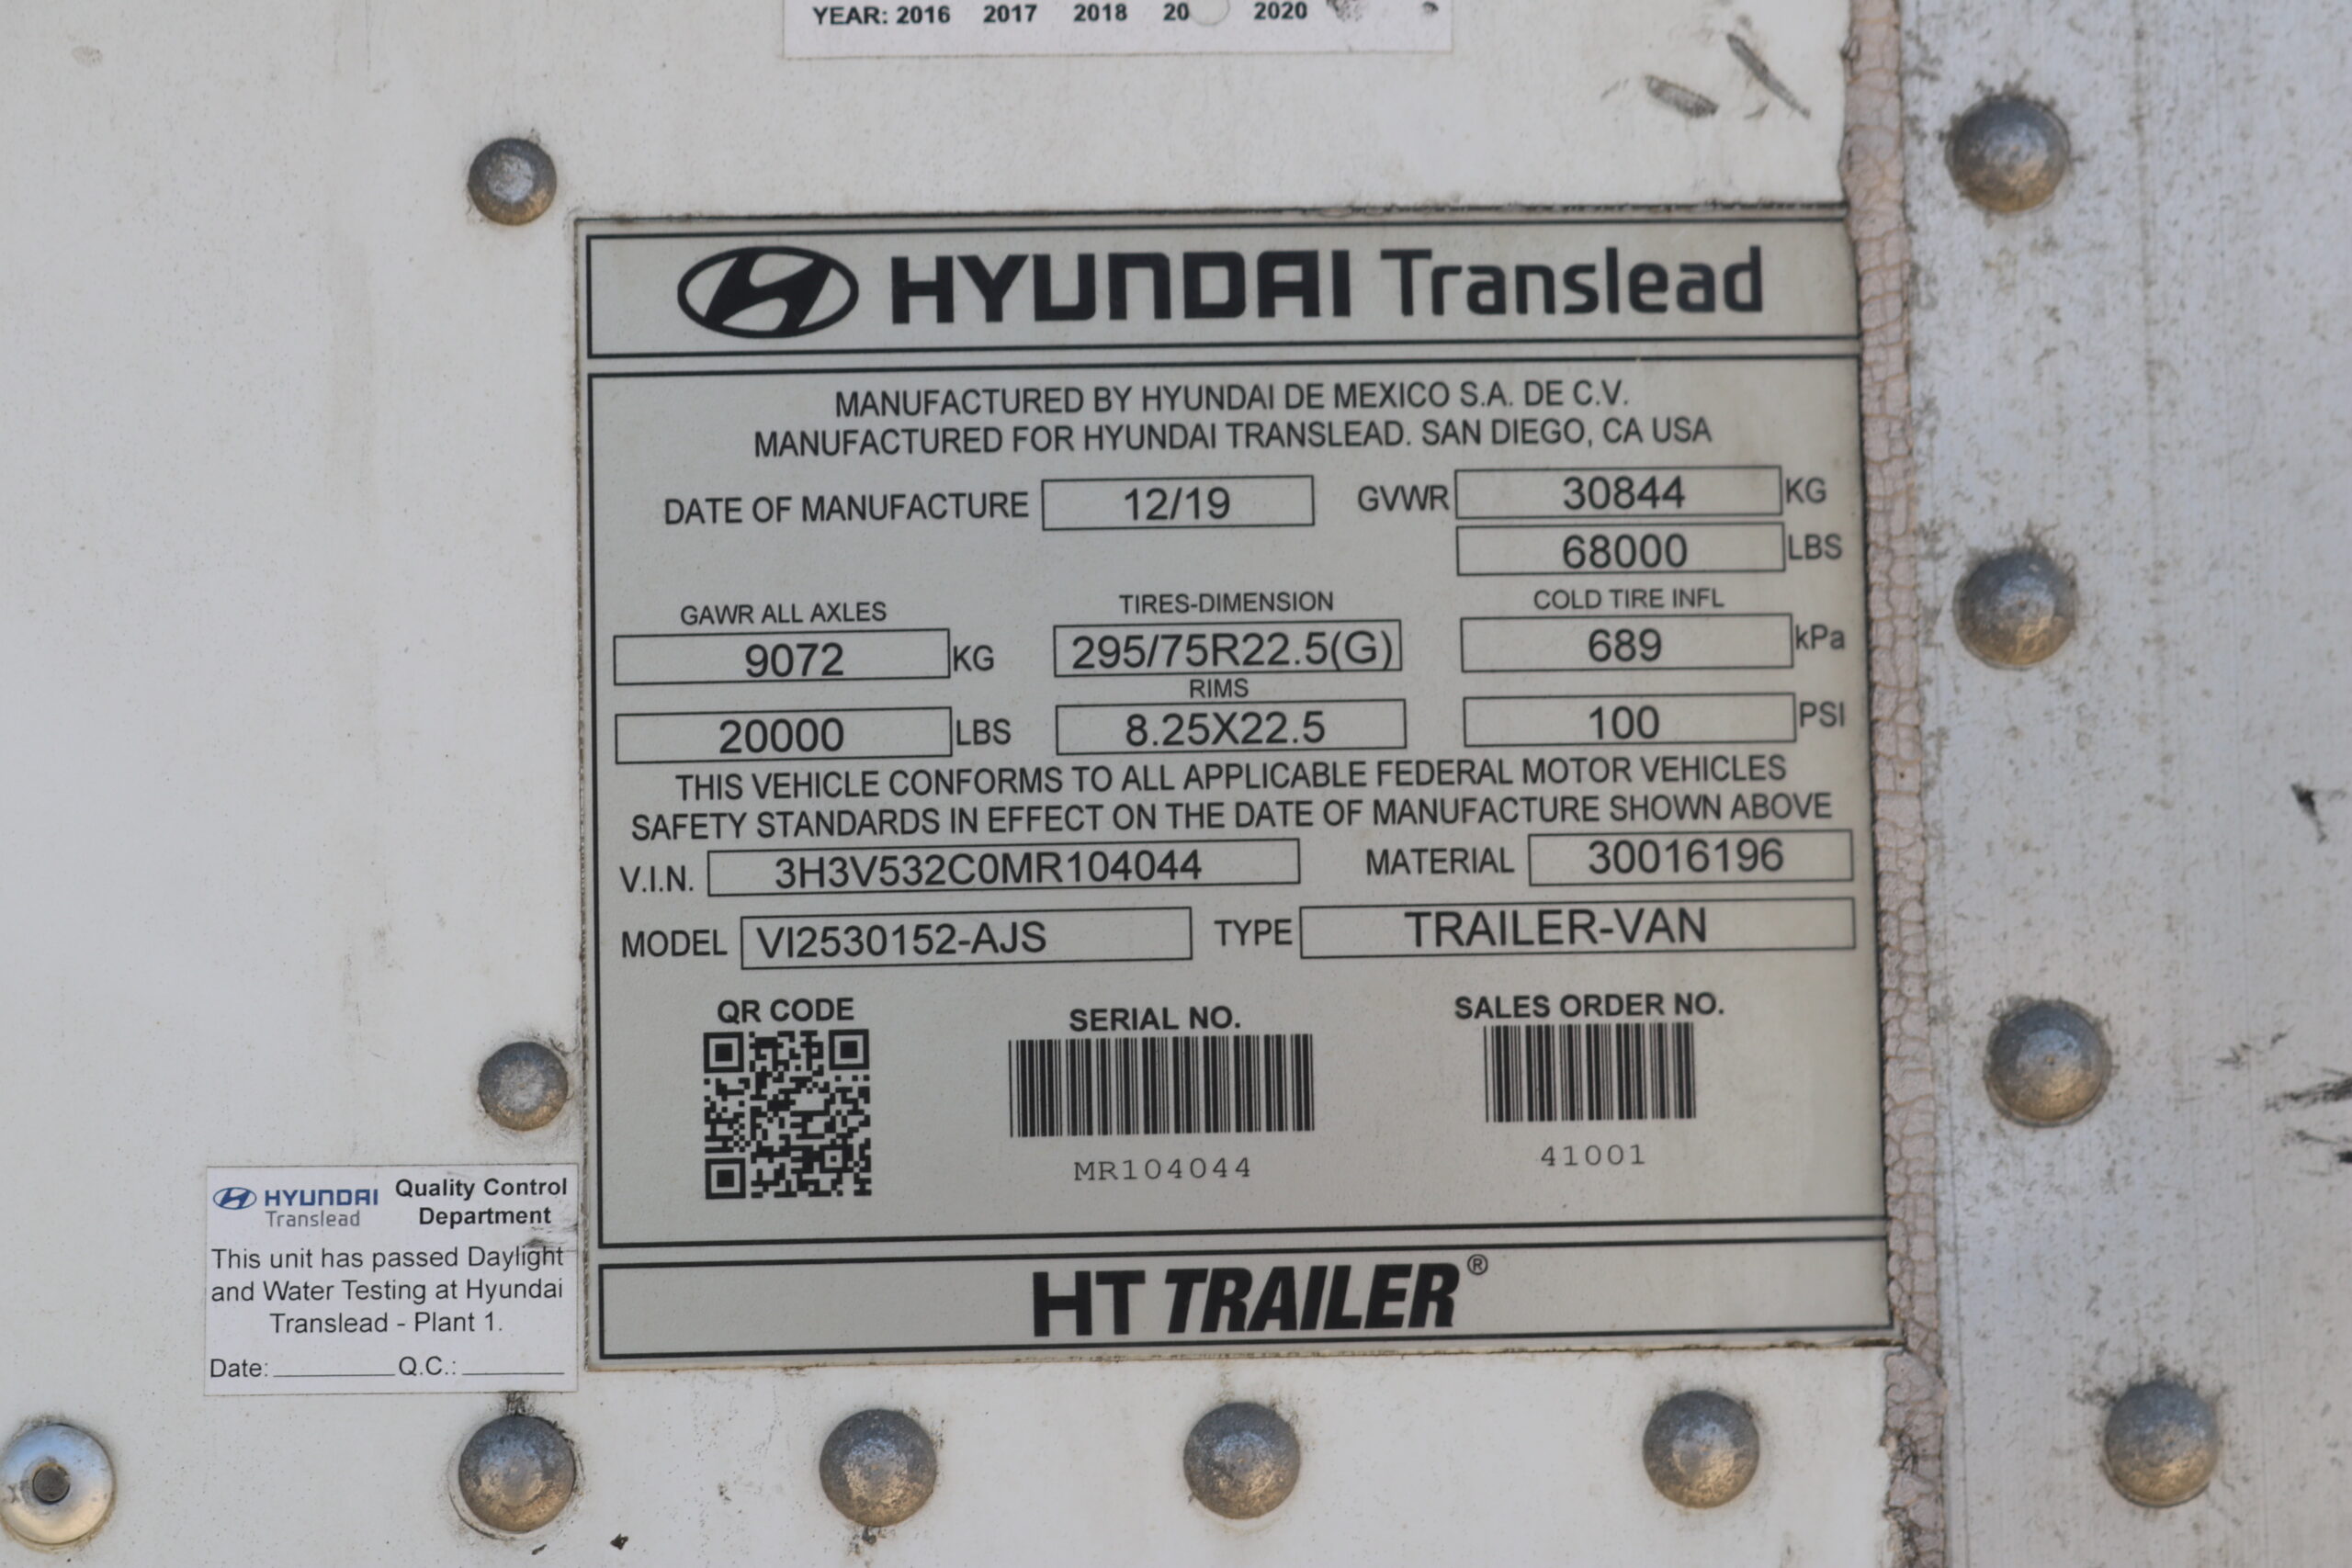 YEAR: 2016 2017 2018 20 2020
HYUNDAI Translead
MANUFACTURED BY HYUNDAI DE MEXICO S.A. DE C.V.
MANUFACTURED FOR HYUNDAI TRANSLEAD. SAN DIEGO, CA USA
DATE OF MANUFACTURE 12/19 GVWR 30844 KG
68000 LBS
GAWR ALL AXLES TIRES-DIMENSION COLD TIRE INFL
9072 KG 295/75R22.5(G) 689 kPa
RIMS
20000 LBS 8.25X22.5 100 PSI
THIS VEHICLE CONFORMS TO ALL APPLICABLE FEDERAL MOTOR VEHICLES
SAFETY STANDARDS IN EFFECT ON THE DATE OF MANUFACTURE SHOWN ABOVE
V.I.N. 3H3V532C0MR104044 MATERIAL 30016196
MODEL VI2530152-AJS TYPE TRAILER-VAN
QR CODE SERIAL NO. SALES ORDER NO.
MR104044 41001
HT TRAILER®
HYUNDAI Translead Quality Control
Department
This unit has passed Daylight
and Water Testing at Hyundai
Translead - Plant 1.
Date: Q.C.: